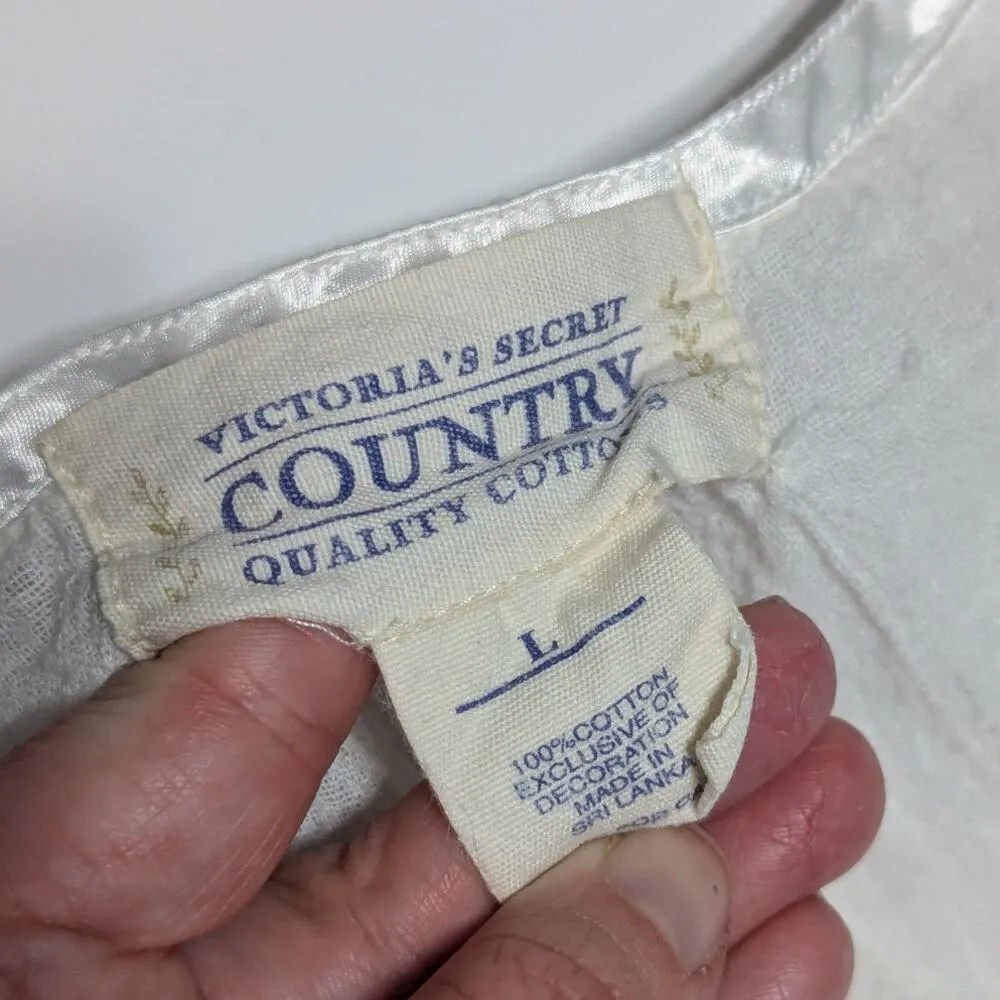 VICTORIA'S SECRET
COUNTRY
QUALITY COTTONS
L
100% COTTON
EXCLUSIVE OF
DECORATION
MADE IN
SRI LANKA